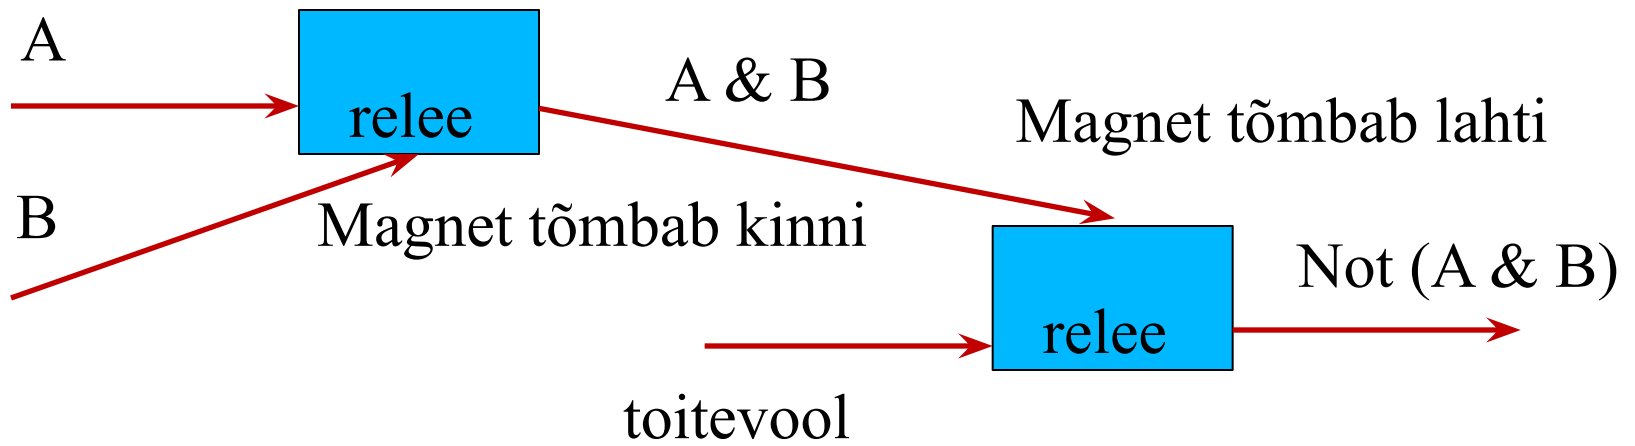 A
relee
A & B
Magnet tõmbab lahti
B
Magnet tõmbab kinni
Not (A & B)
relee
toitevool